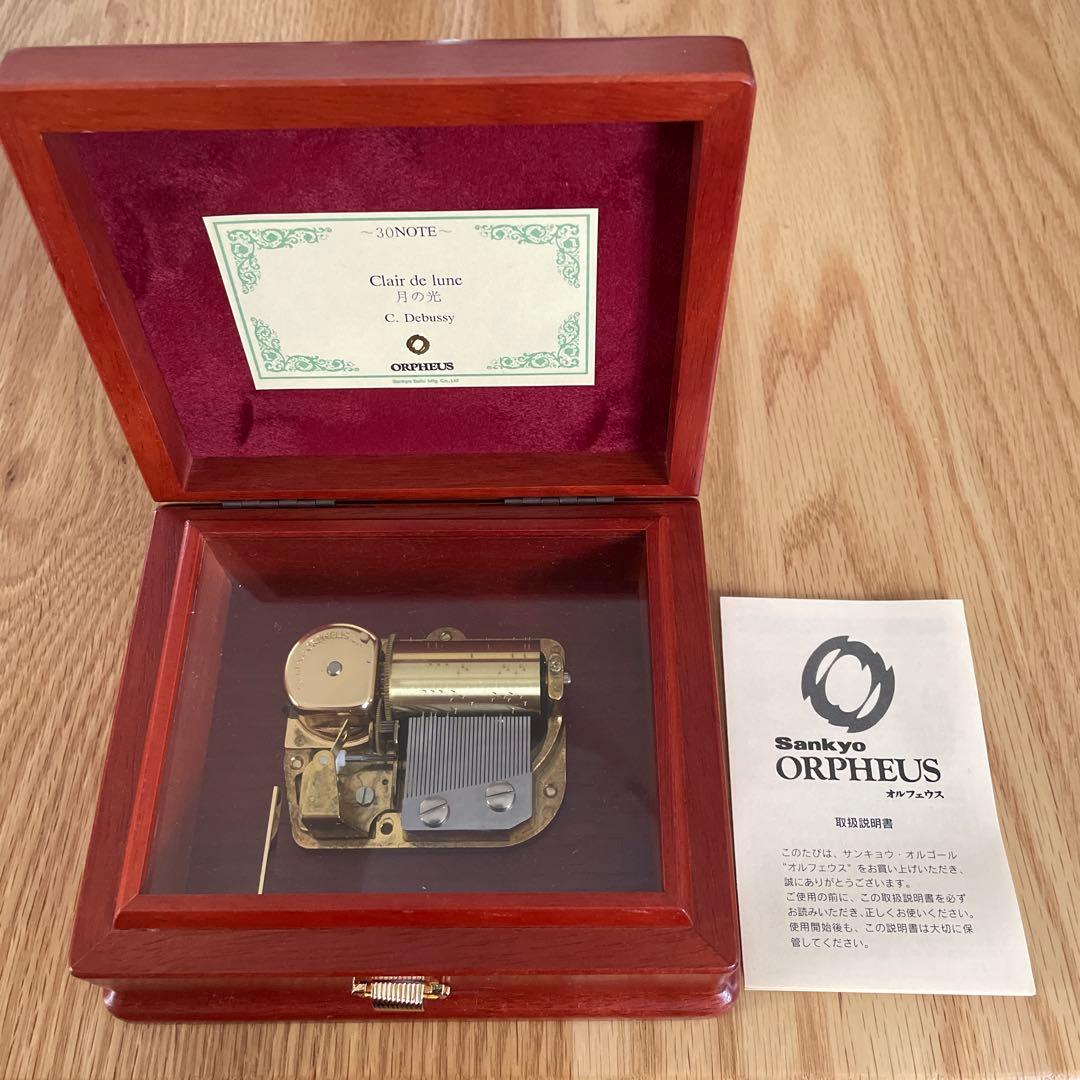 ～30NOTE～
Clair de lune
月の光
C. Debussy
ORPHEUS
Sankyo Seiki Mfg. Co.,Ltd
ORPHEUS
Sankyo
ORPHEUS
オルフェウス
取扱説明書
このたびは、サンキョウ・オルゴール
"オルフェウス"をお買い上げいただき、
誠にありがとうございます。
ご使用の前に、この取扱説明書を必ず
お読みいただき、正しくお使いください。
使用開始後も、この説明書は大切に保
管してください。